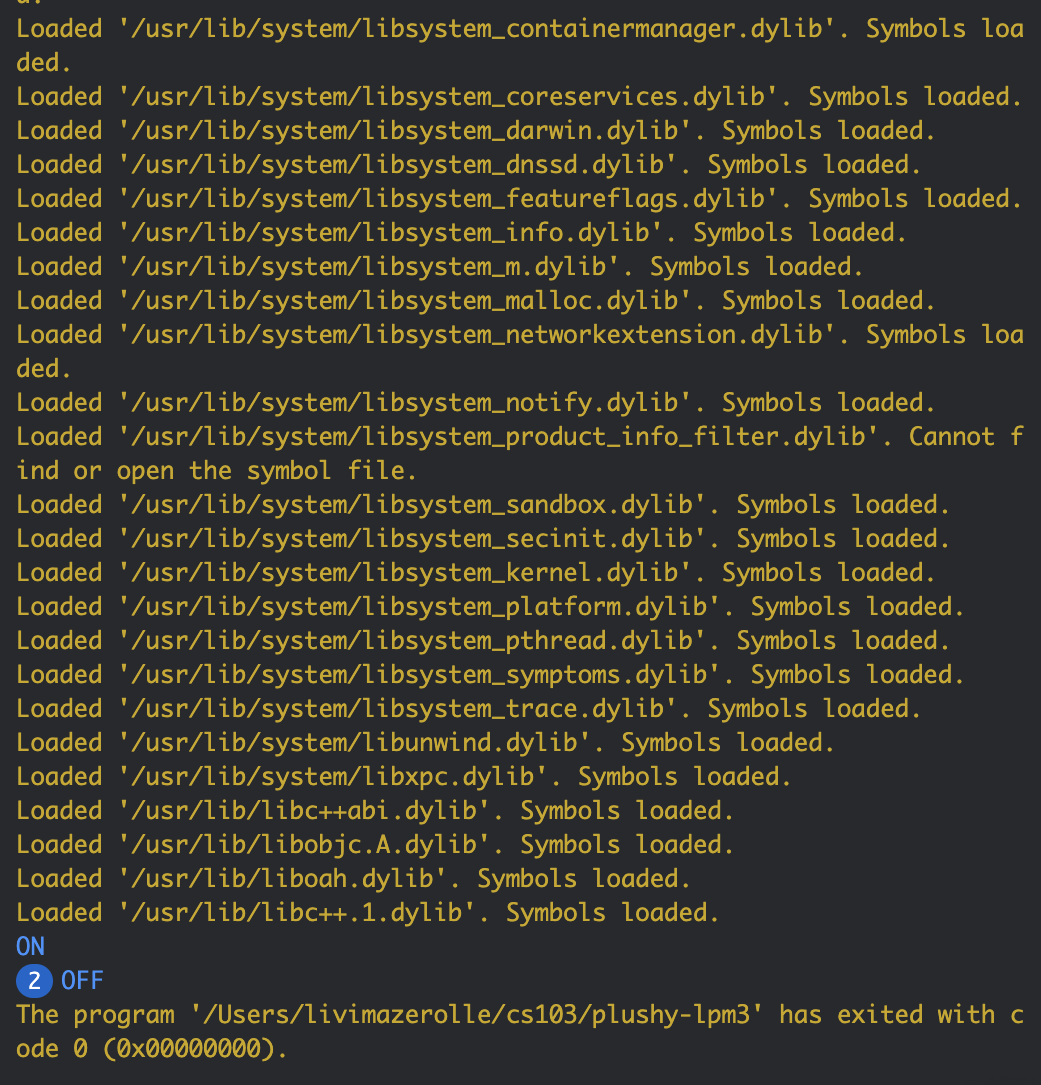 Loaded '/usr/lib/system/libsystem_containermanager.dylib'. Symbols loa
ded.
Loaded '/usr/lib/system/libsystem_coreservices.dylib'. Symbols loaded.
Loaded '/usr/lib/system/libsystem_darwin.dylib'. Symbols loaded.
Loaded '/usr/lib/system/libsystem_dnssd.dylib'. Symbols loaded.
Loaded '/usr/lib/system/libsystem_featureflags.dylib'. Symbols loaded.
Loaded '/usr/lib/system/libsystem_info.dylib'. Symbols loaded.
Loaded '/usr/lib/system/libsystem_m.dylib'. Symbols loaded.
Loaded '/usr/lib/system/libsystem_malloc.dylib'. Symbols loaded.
Loaded '/usr/lib/system/libsystem_networkextension.dylib'. Symbols loa
ded.
Loaded '/usr/lib/system/libsystem_notify.dylib'. Symbols loaded.
Loaded '/usr/lib/system/libsystem_product_info_filter.dylib'. Cannot f
ind or open the symbol file.
Loaded '/usr/lib/system/libsystem_sandbox.dylib'. Symbols loaded.
Loaded '/usr/lib/system/libsystem_secinit.dylib'. Symbols loaded.
Loaded '/usr/lib/system/libsystem_kernel.dylib'. Symbols loaded.
Loaded '/usr/lib/system/libsystem_platform.dylib'. Symbols loaded.
Loaded '/usr/lib/system/libsystem_pthread.dylib'. Symbols loaded.
Loaded '/usr/lib/system/libsystem_symptoms.dylib'. Symbols loaded.
Loaded '/usr/lib/system/libsystem_trace.dylib'. Symbols loaded.
Loaded '/usr/lib/system/libunwind.dylib'. Symbols loaded.
Loaded '/usr/lib/system/libxpc.dylib'. Symbols loaded.
Loaded '/usr/lib/libc++abi.dylib'. Symbols loaded.
Loaded '/usr/lib/libobjc.A.dylib'. Symbols loaded.
Loaded '/usr/lib/liboah.dylib'. Symbols loaded.
Loaded '/usr/lib/libc++.1.dylib'. Symbols loaded.
ON
2 OFF
The program '/Users/livimazerolle/cs103/plushy-lpm3' has exited with c
ode 0 (0x00000000).